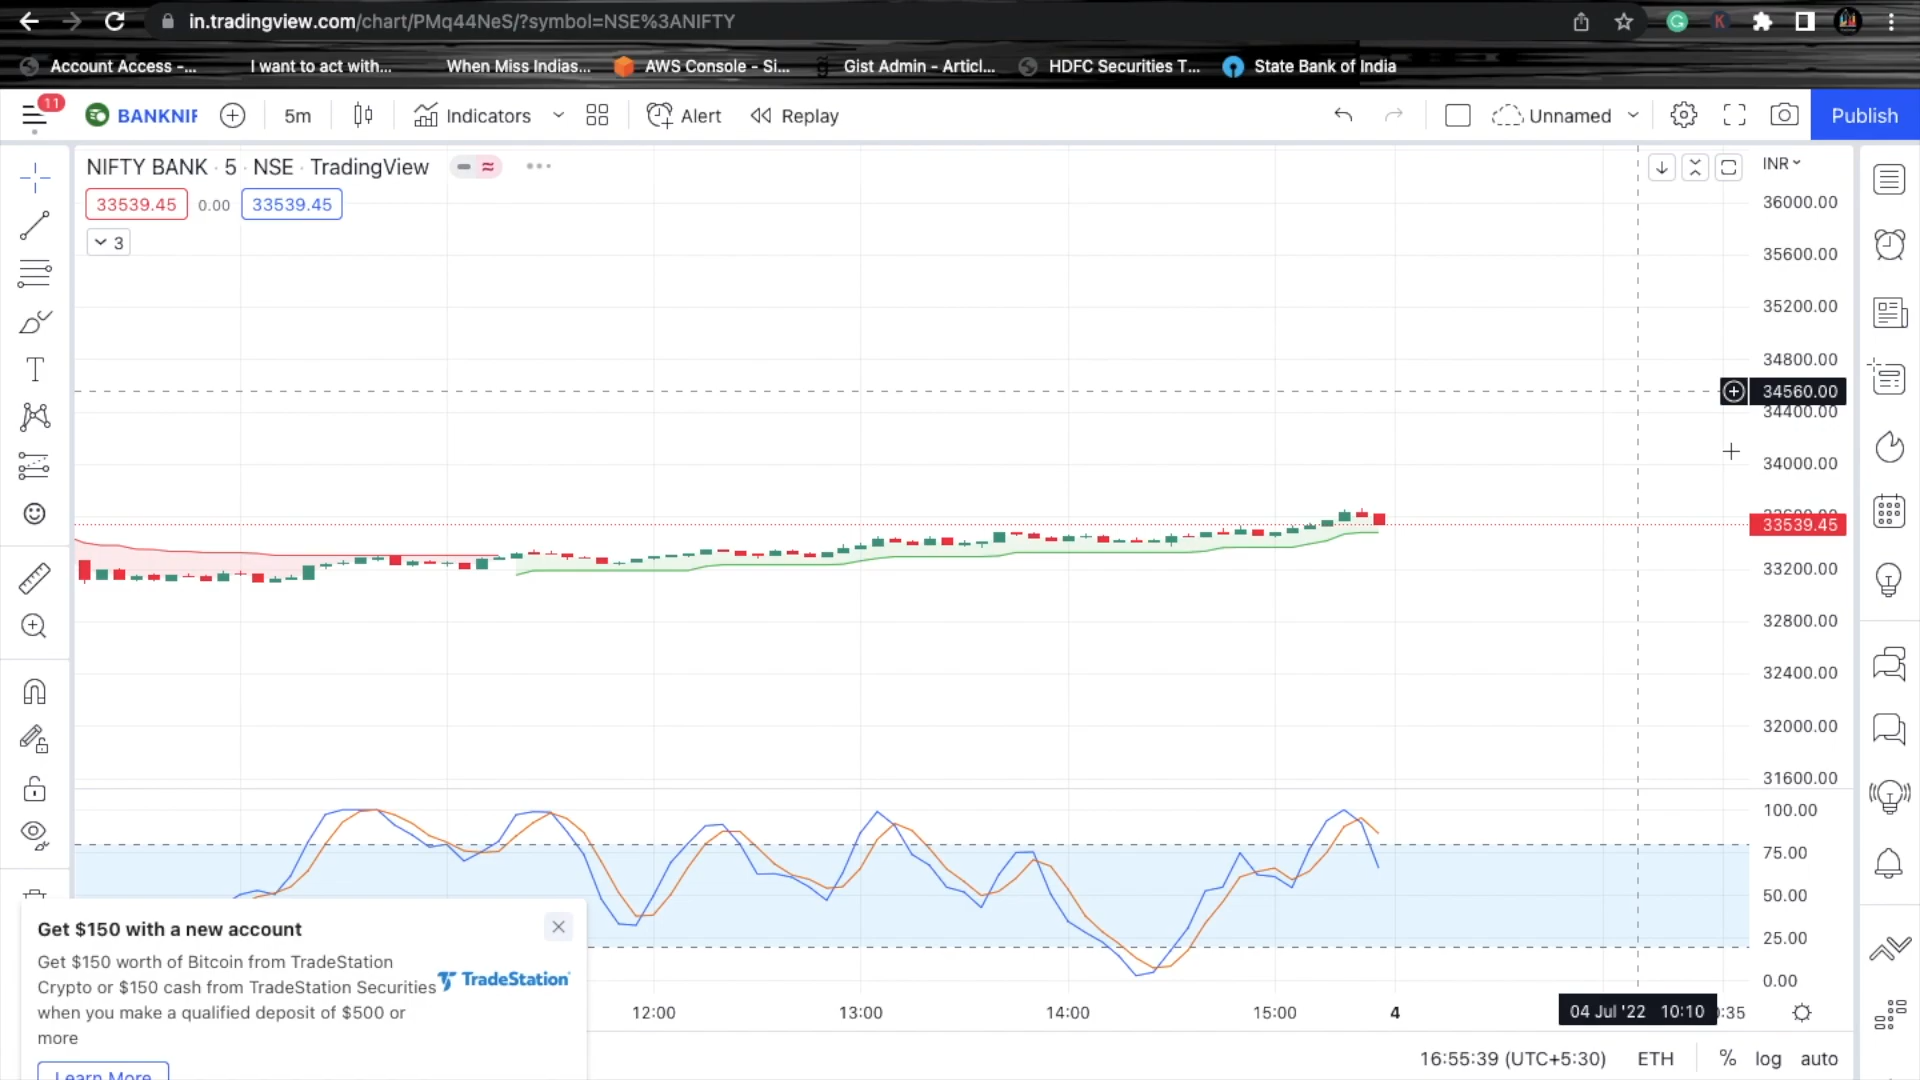 in.tradingview.com/chart/PMq44NeS/?symbol=NSE%3ANIFTY
K
Account Access -... I want to act with... When Miss Indias... AWS Console - Si... Gist Admin - Articl... HDFC Securities T... State Bank of India
11 BANKNIF 5m Indicators Alert Replay Unnamed Publish
NIFTY BANK · 5 · NSE · TradingView
33539.45 0.00 33539.45
3
INR
36000.00
35600.00
35200.00
34800.00
34560.00
34400.00
34000.00
33539.45
33200.00
32800.00
32400.00
32000.00
31600.00
100.00
75.00
50.00
25.00
0.00
Get $150 with a new account
Get $150 worth of Bitcoin from TradeStation
Crypto or $150 cash from TradeStation Securities
when you make a qualified deposit of $500 or
more
TradeStation
Learn More
12:00 13:00 14:00 15:00 4 04 Jul '22 10:10 :35
16:55:39 (UTC+5:30) ETH % log auto